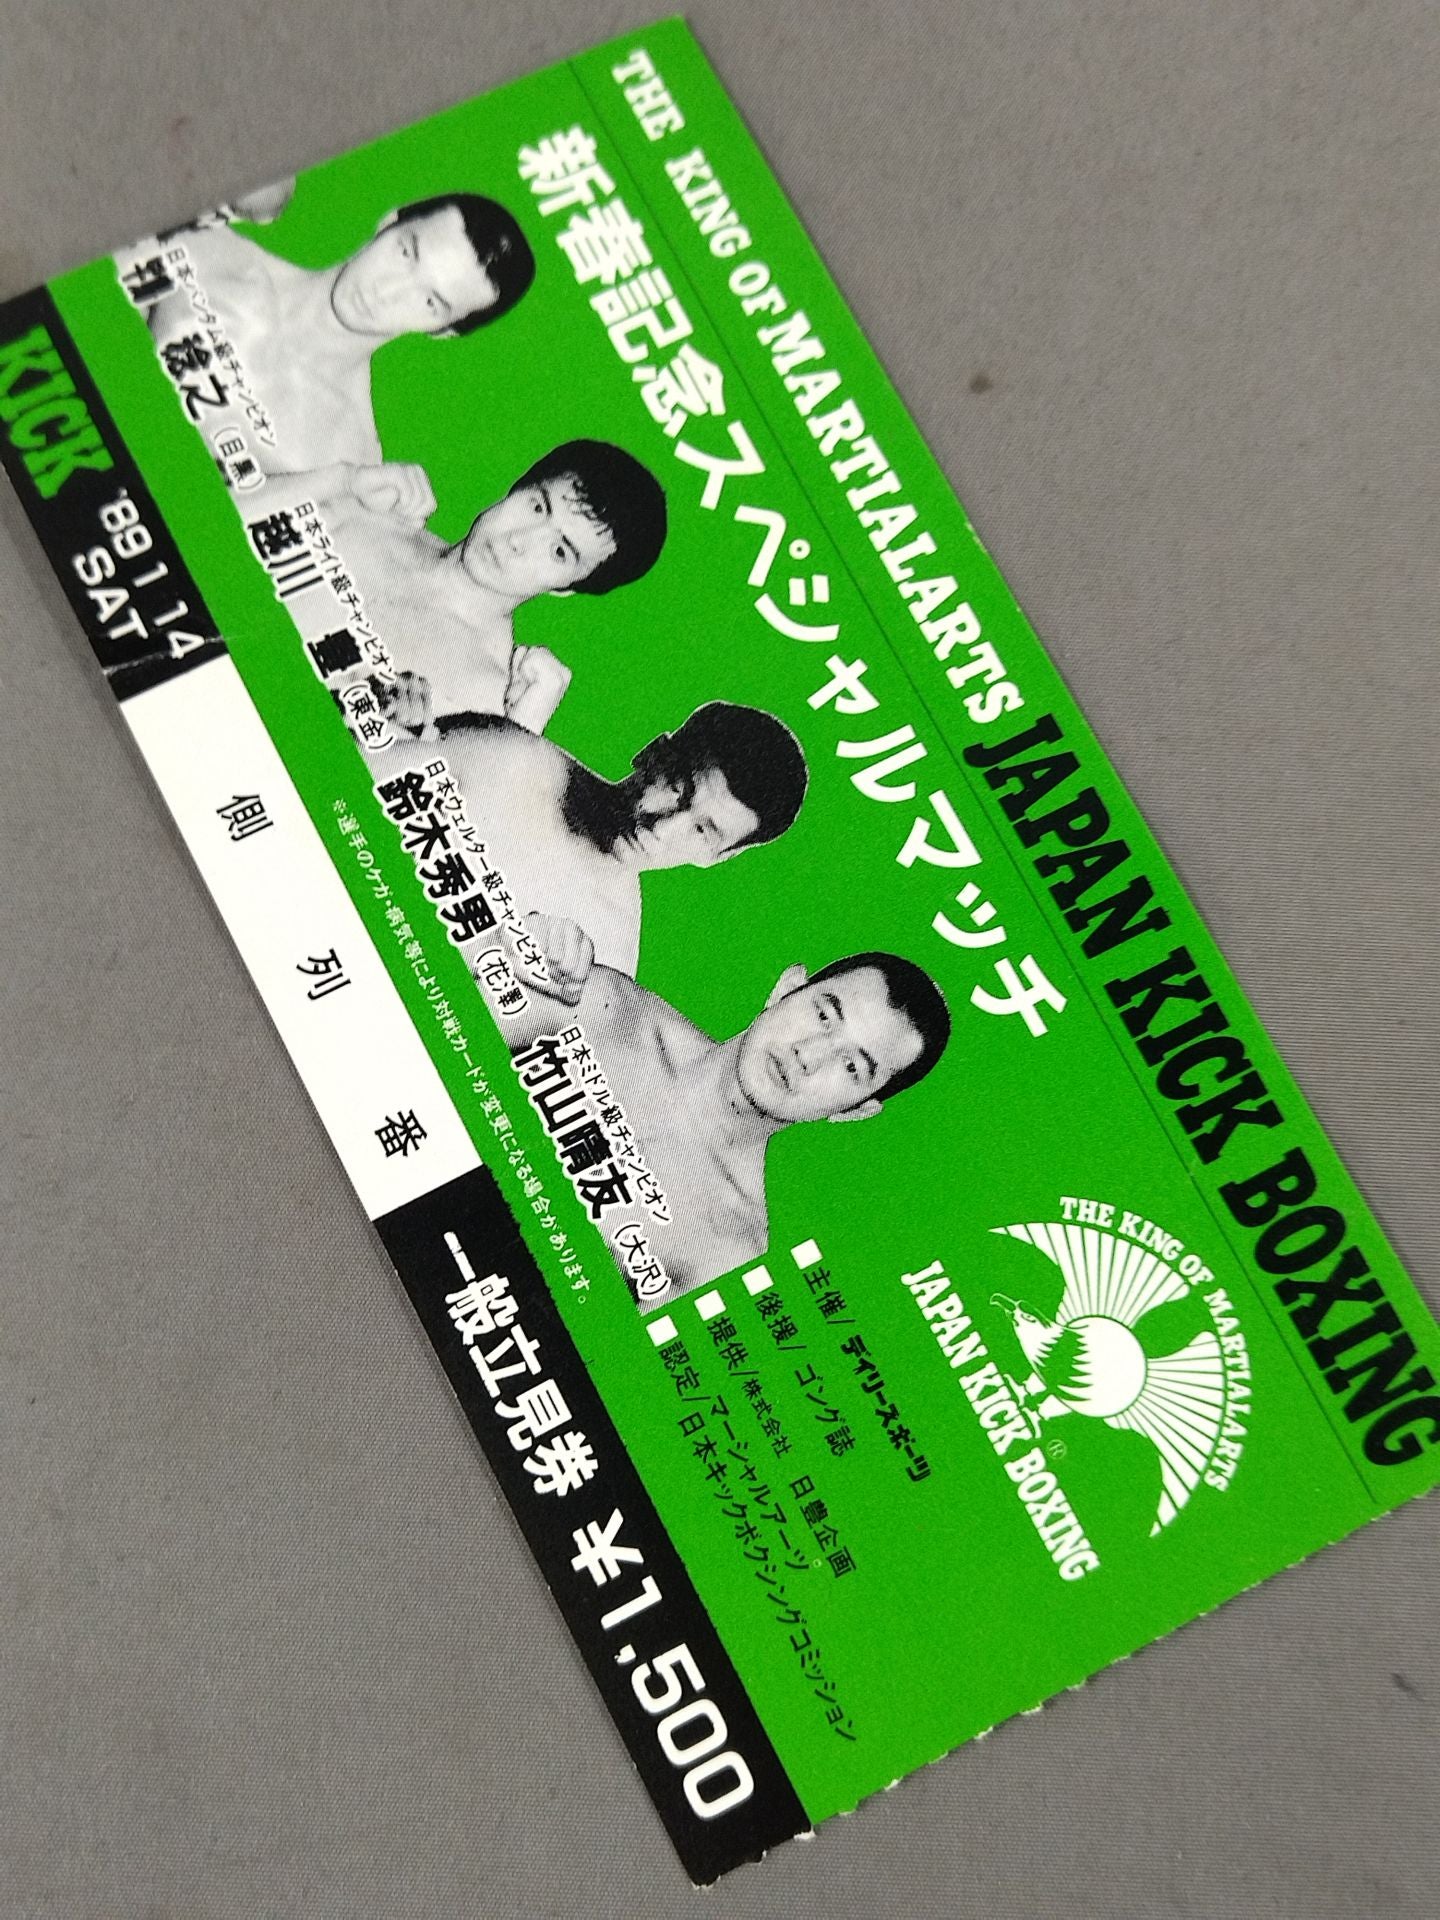 THE KING OF MARTIALARTS JAPAN KICK BOXING
新春記念スペシャルマッチ
日本バンタム級チャンピオン
(目黒)
日本ライト級チャンピオン
越川 豊(東金)
日本ウェルター級チャンピオン
鈴木秀男(花澤)
日本ミドル級チャンピオン
竹山晴友(大沢)
※選手のケガ・病気等により対戦カードが変更になる場合があります。
THE KING OF MARTIALARTS
JAPAN KICK BOXING
®
■主催/デイリースポーツ
■後援/ゴング誌
■提供/株式会社 日豊企画
■認定/マーシャルアーツ
日本キックボクシングコミッション
KICK
'89 1 14
SAT
側 列 番
一般立見券 ¥1,500